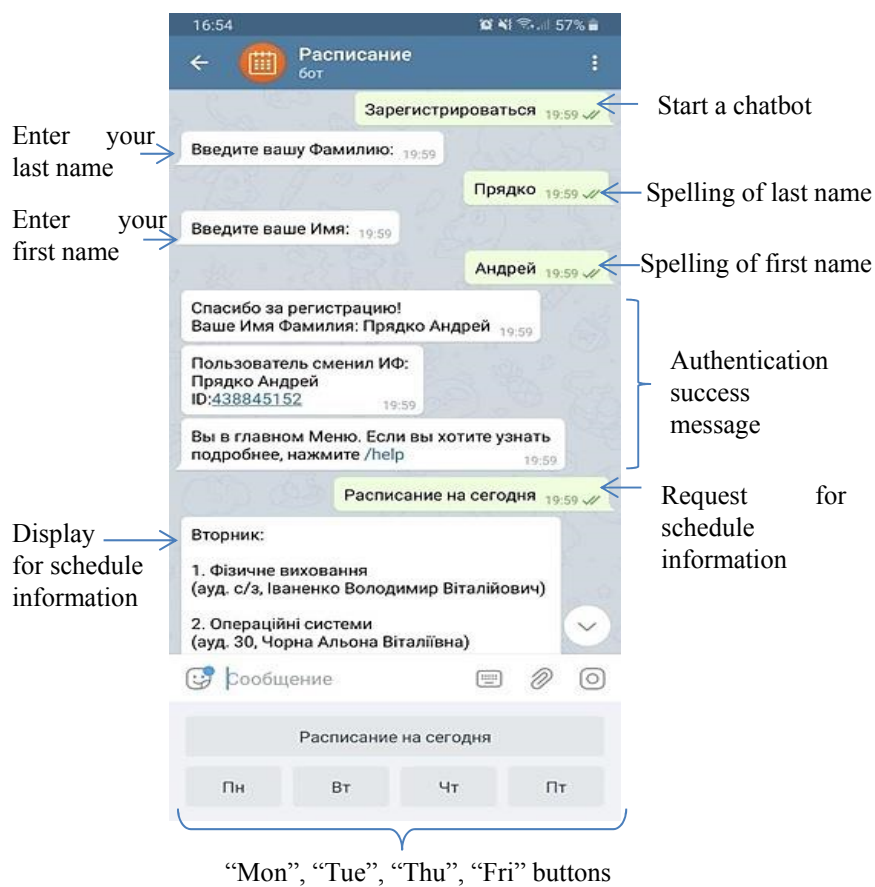 16:54 57%
Расписание
бот
Зарегистрироваться 19:59
Start a chatbot
Enter your
last name
Введите вашу Фамилию: 19:59
Прядко 19:59
Spelling of last name
Enter your
first name
Введите ваше Имя: 19:59
Андрей 19:59
Spelling of first name
Спасибо за регистрацию!
Ваше Имя Фамилия: Прядко Андрей 19:59
Пользователь сменил ИФ:
Прядко Андрей
ID:438845152 19:59
Вы в главном Меню. Если вы хотите узнать
подробнее, нажмите /help 19:59
Authentication
success
message
Расписание на сегодня 19:59
Request for
schedule
information
Display
for schedule
information
Вторник:
1. Фізичне виховання
(ауд. с/з, Іваненко Володимир Віталійович)
2. Операційні системи
(ауд. 30, Чорна Альона Віталіївна)
Сообщение
Расписание на сегодня
Пн Вт Чт Пт
“Mon”, “Tue”, “Thu”, “Fri” buttons